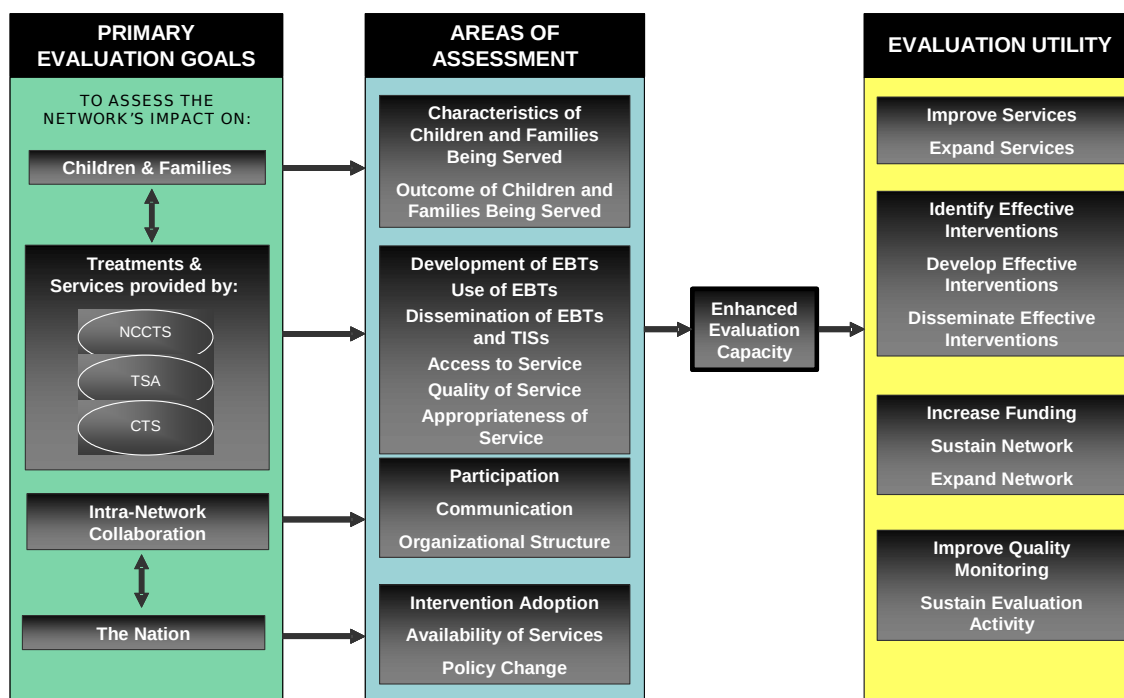 PRIMARY
EVALUATION GOALS
TO ASSESS THE
NETWORK'S IMPACT ON:
Children & Families
Treatments &
Services provided by:
NCCTS
TSA
CTS
Intra-Network
Collaboration
The Nation
AREAS OF
ASSESSMENT
Characteristics of
Children and Families
Being Served
Outcome of Children and
Families Being Served
Development of EBTs
Use of EBTs
Dissemination of EBTs
and TISs
Access to Service
Quality of Service
Appropriateness of
Service
Participation
Communication
Organizational Structure
Intervention Adoption
Availability of Services
Policy Change
Enhanced
Evaluation
Capacity
EVALUATION UTILITY
Improve Services
Expand Services
Identify Effective
Interventions
Develop Effective
Interventions
Disseminate Effective
Interventions
Increase Funding
Sustain Network
Expand Network
Improve Quality
Monitoring
Sustain Evaluation
Activity